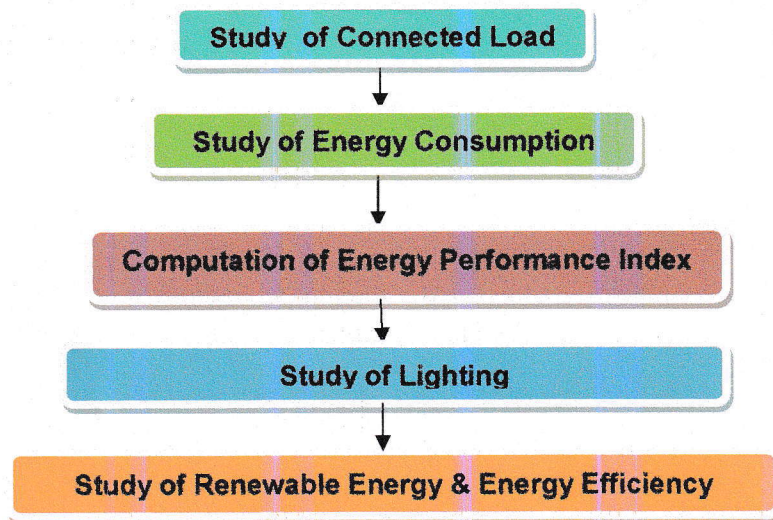 Study of Connected Load
Study of Energy Consumption
Computation of Energy Performance Index
Study of Lighting
Study of Renewable Energy & Energy Efficiency